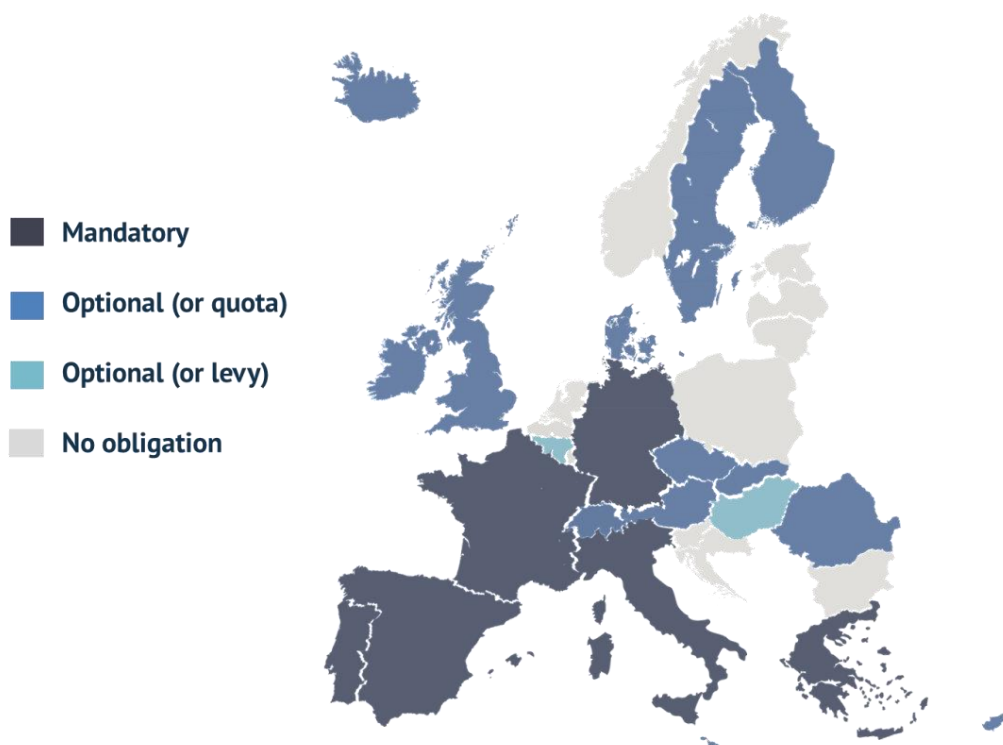 Mandatory
Optional (or quota)
Optional (or levy)
No obligation